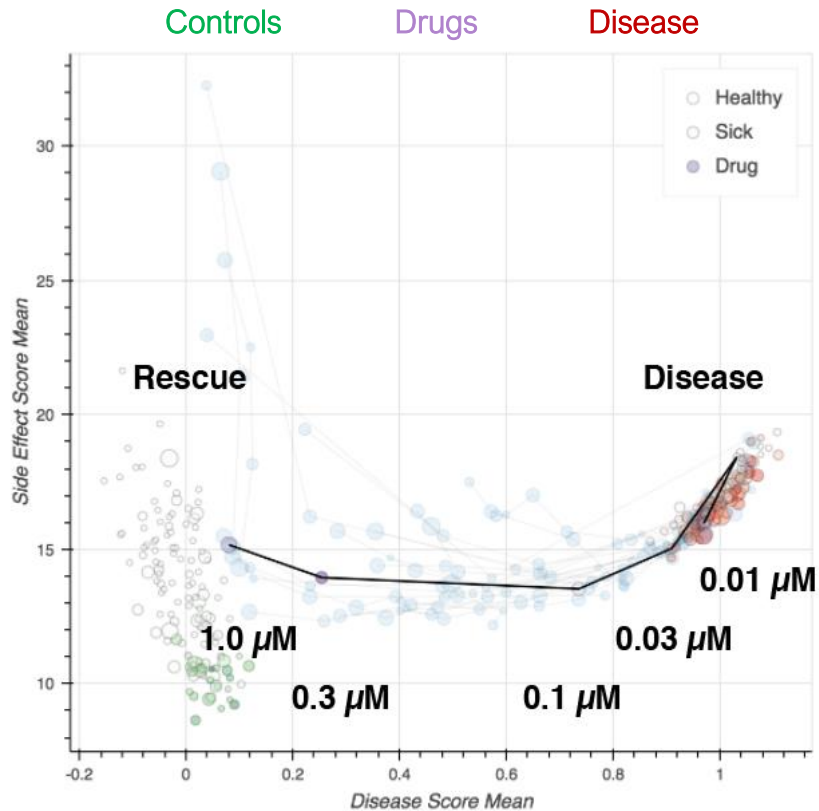 Controls Drugs Disease
Healthy
Sick
Drug
30
25
20
15
10
Side Effect Score Mean
Rescue
Disease
0.01 µM
1.0 µM
0.03 µM
0.3 µM
0.1 µM
-0.2 0 0.2 0.4 0.6 0.8 1
Disease Score Mean